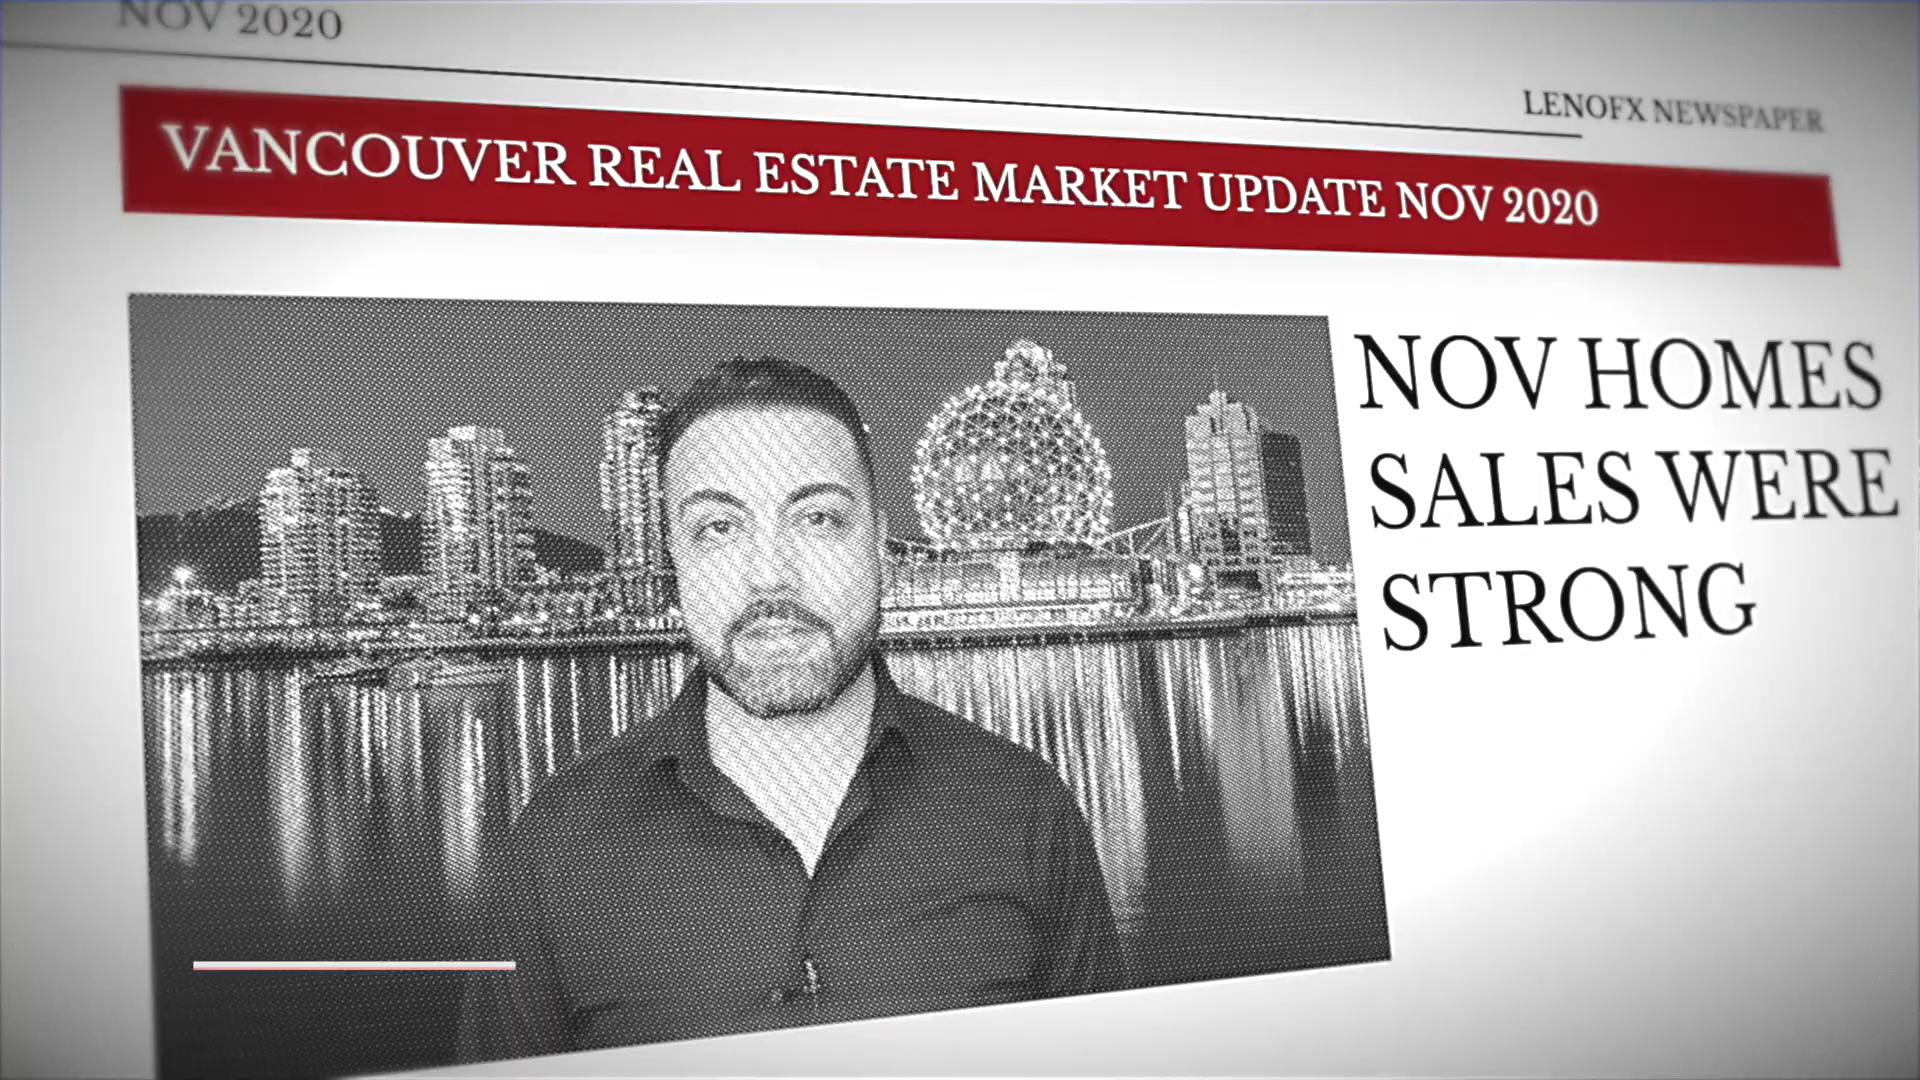 NOV 2020
LENOFX NEWSPAPER
VANCOUVER REAL ESTATE MARKET UPDATE NOV 2020
NOV HOMES
SALES WERE
STRONG